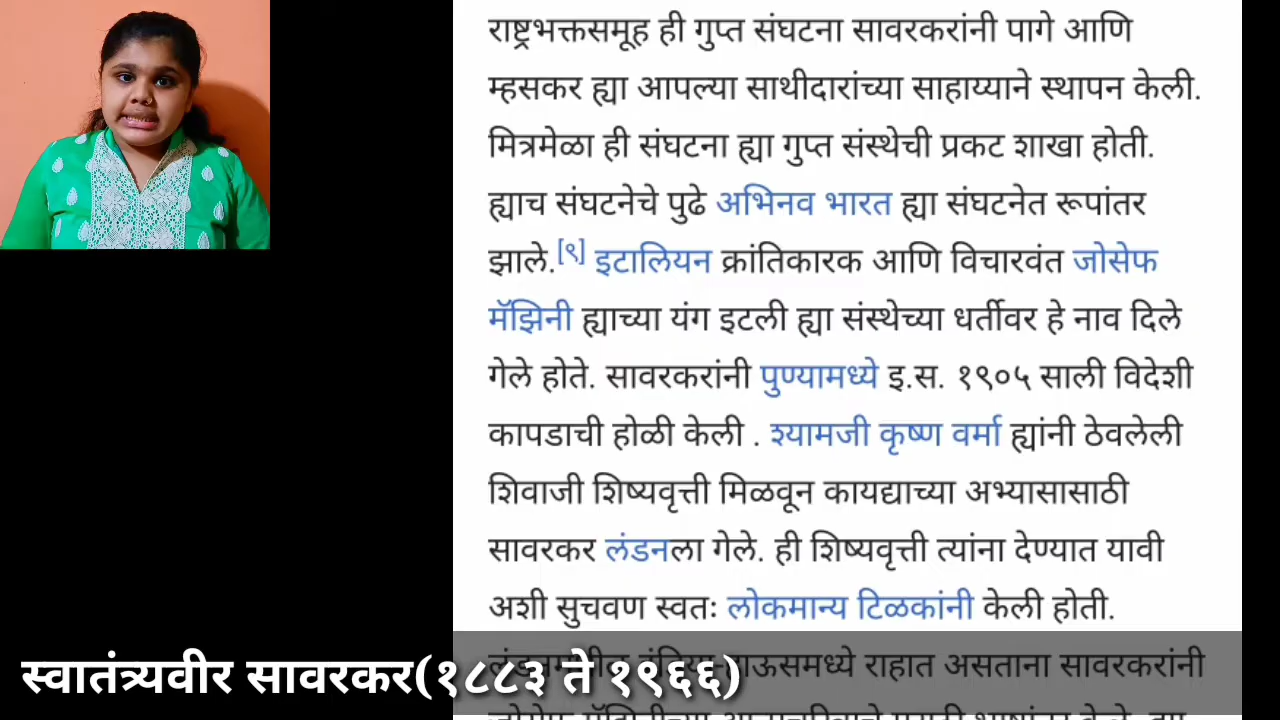 राष्ट्रभक्तसमूह ही गुप्त संघटना सावरकरांनी पागे आणि
म्हसकर ह्या आपल्या साथीदारांच्या साहाय्याने स्थापन केली.
मित्रमेळा ही संघटना ह्या गुप्त संस्थेची प्रकट शाखा होती.
ह्याच संघटनेचे पुढे अभिनव भारत ह्या संघटनेत रूपांतर
झाले.[९] इटालियन क्रांतिकारक आणि विचारवंत जोसेफ
मॅझिनी ह्याच्या यंग इटली ह्या संस्थेच्या धर्तीवर हे नाव दिले
गेले होते. सावरकरांनी पुण्यामध्ये इ.स. १९०५ साली विदेशी
कापडाची होळी केली . श्यामजी कृष्ण वर्मा ह्यांनी ठेवलेली
शिवाजी शिष्यवृत्ती मिळवून कायद्याच्या अभ्यासासाठी
सावरकर लंडनला गेले. ही शिष्यवृत्ती त्यांना देण्यात यावी
अशी सुचवण स्वतः लोकमान्य टिळकांनी केली होती.
राहात असताना सावरकरांनी
स्वातंत्र्यवीर सावरकर(१८८३ ते १९६६)